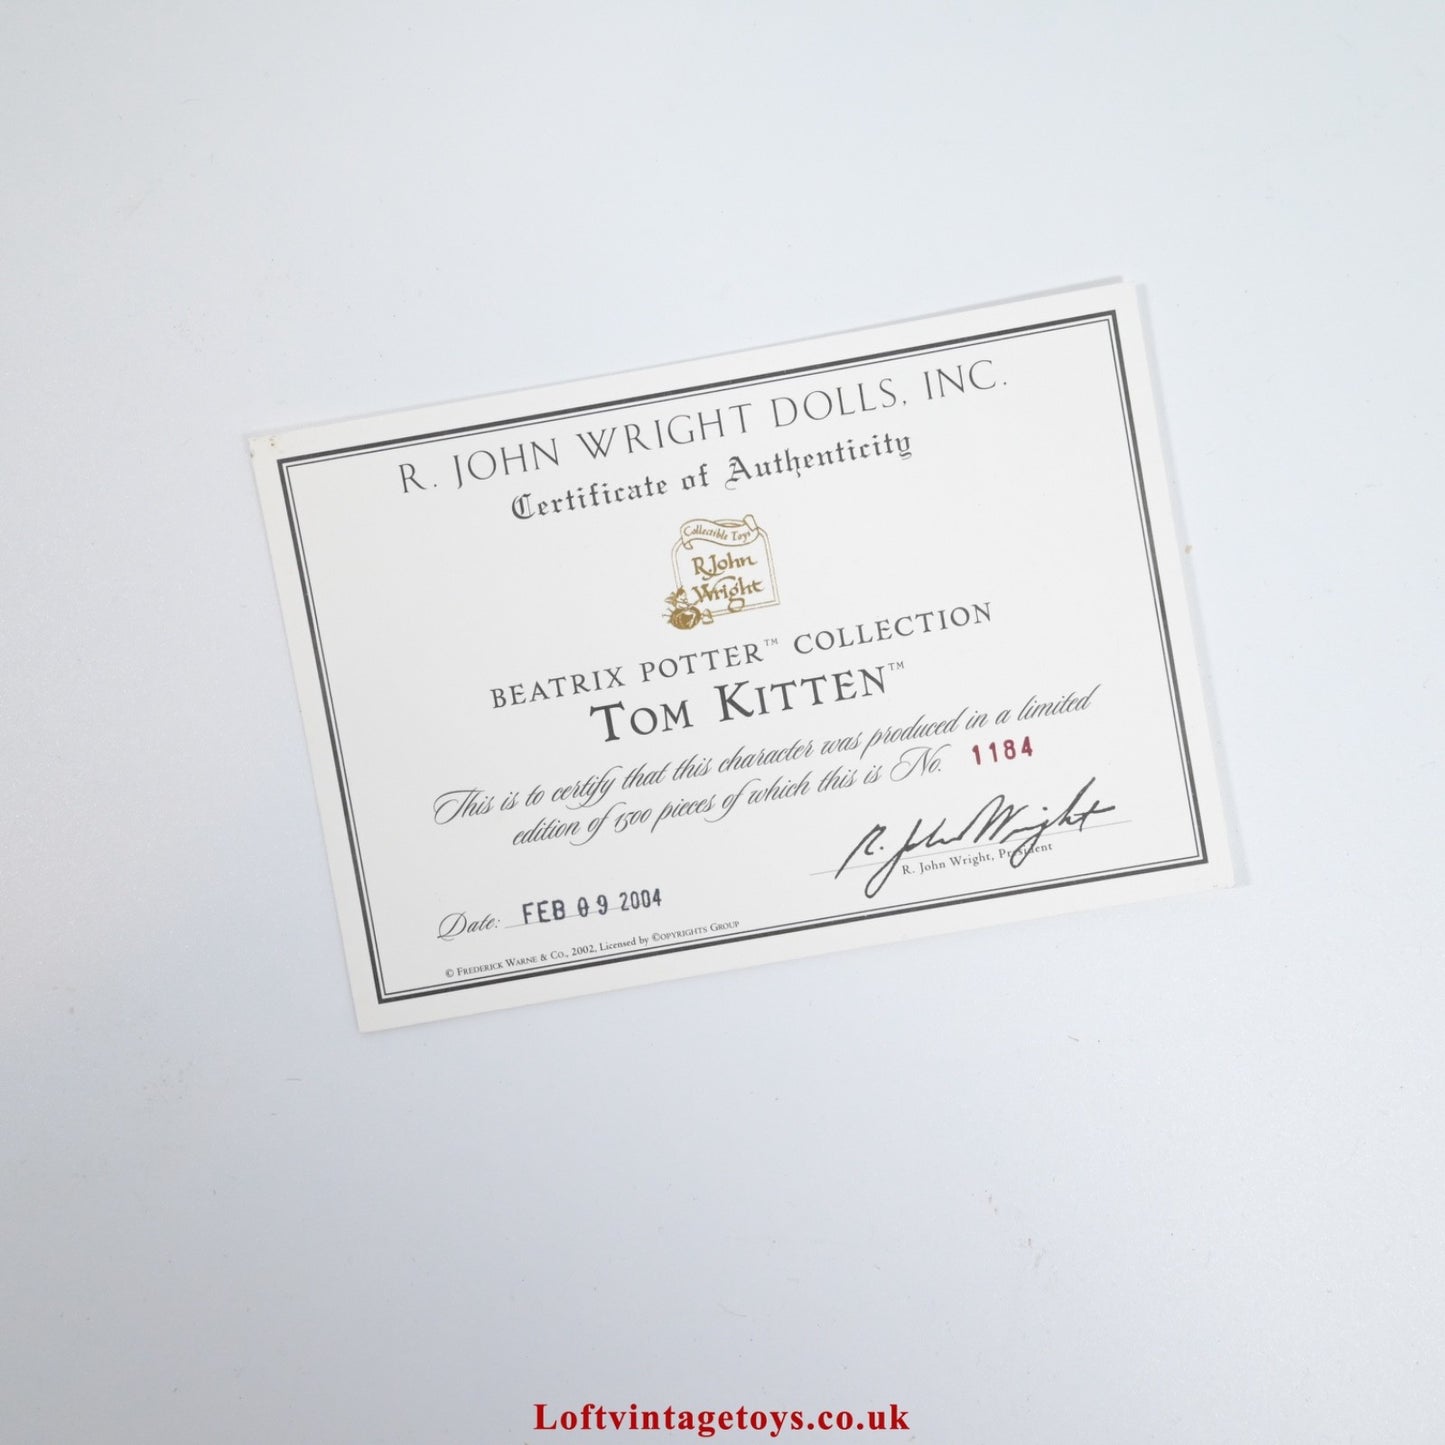 R. JOHN WRIGHT DOLLS, INC.
Certificate of Authenticity
Collectible Toys
R. John
Wright
BEATRIX POTTER™ COLLECTION
TOM KITTEN™
This is to certify that this character was produced in a limited
edition of 1500 pieces of which this is No. 1184
R. John Wright
R. John Wright, President
Date: FEB 09 2004
© FREDERICK WARNE & CO., 2002, Licensed by ©OPYRIGHTS GROUP
Loftvintagetoys.co.uk